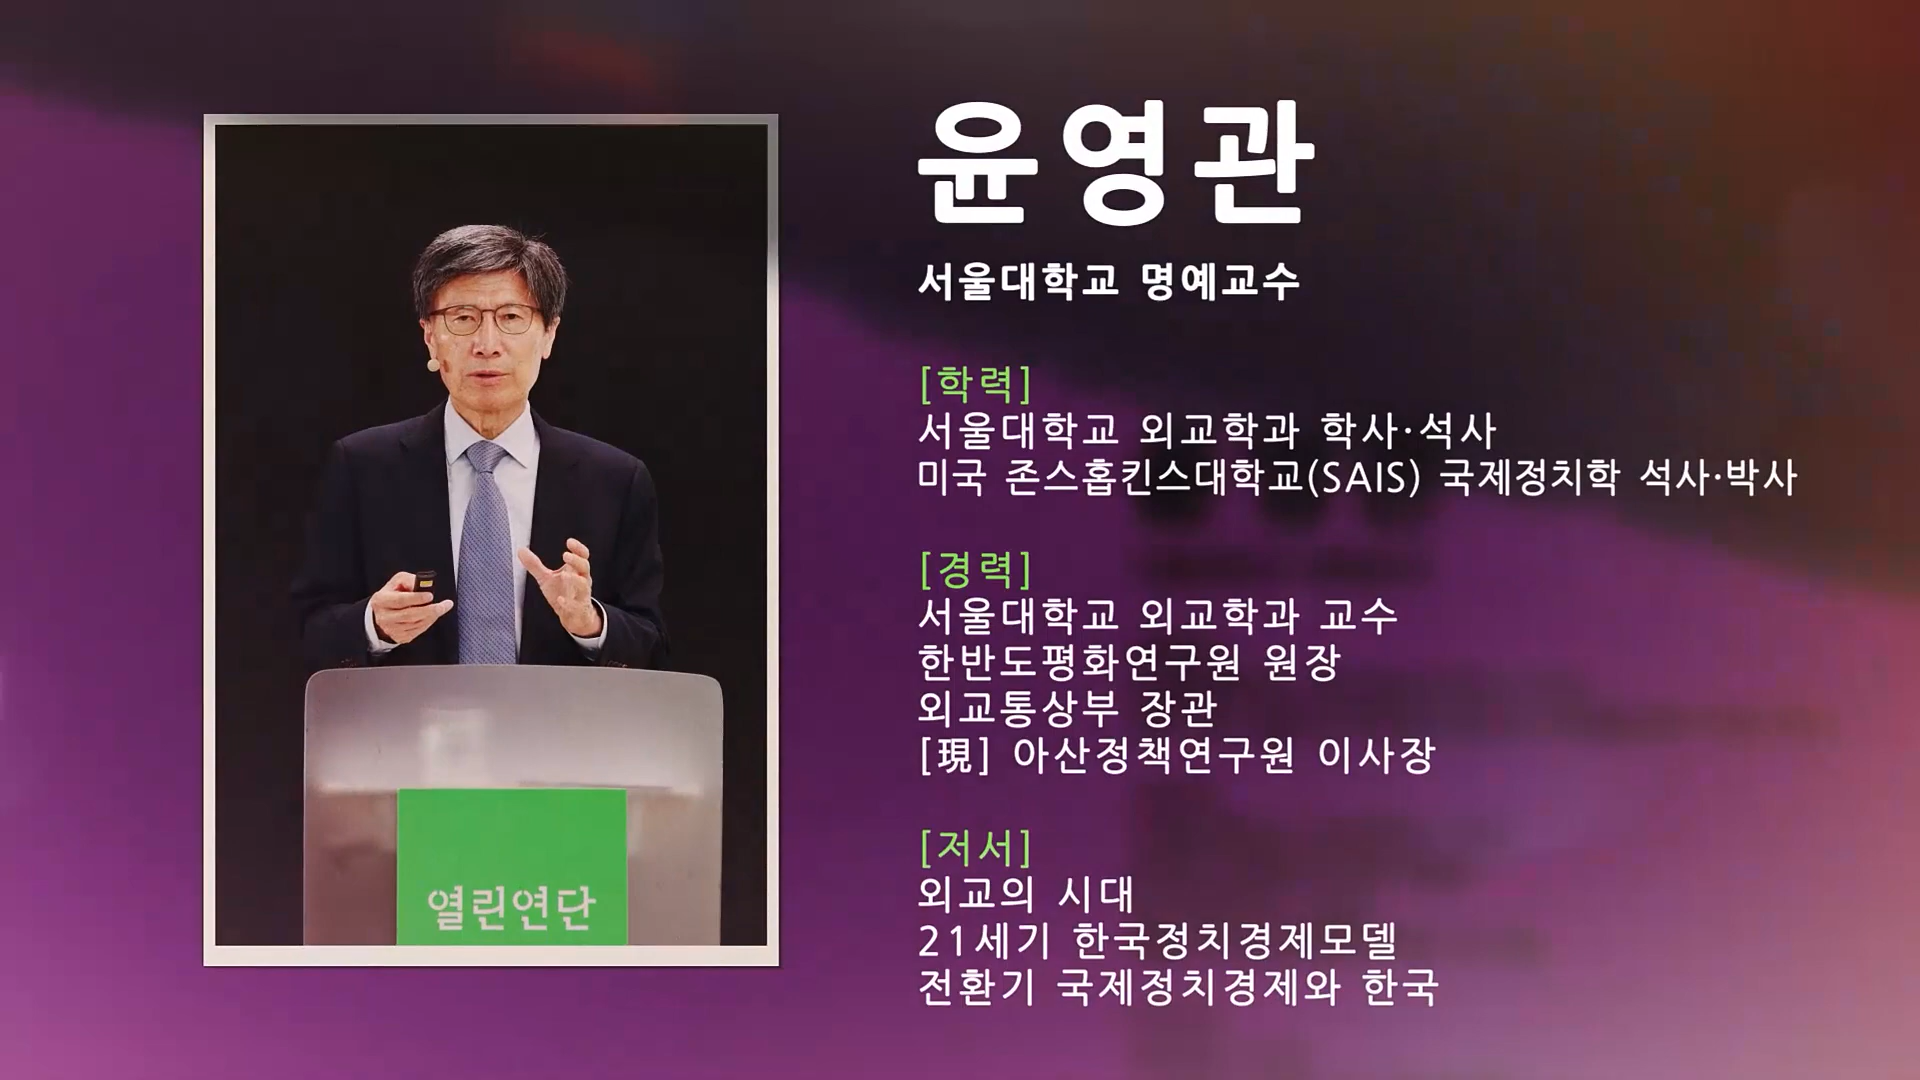 윤영관
서울대학교 명예교수
[학력]
서울대학교 외교학과 학사·석사
미국 존스홉킨스대학교(SAIS) 국제정치학 석사·박사
[경력]
서울대학교 외교학과 교수
한반도평화연구원 원장
외교통상부 장관
[現] 아산정책연구원 이사장
[저서]
외교의 시대
21세기 한국정치경제모델
전환기 국제정치경제와 한국
열린연단